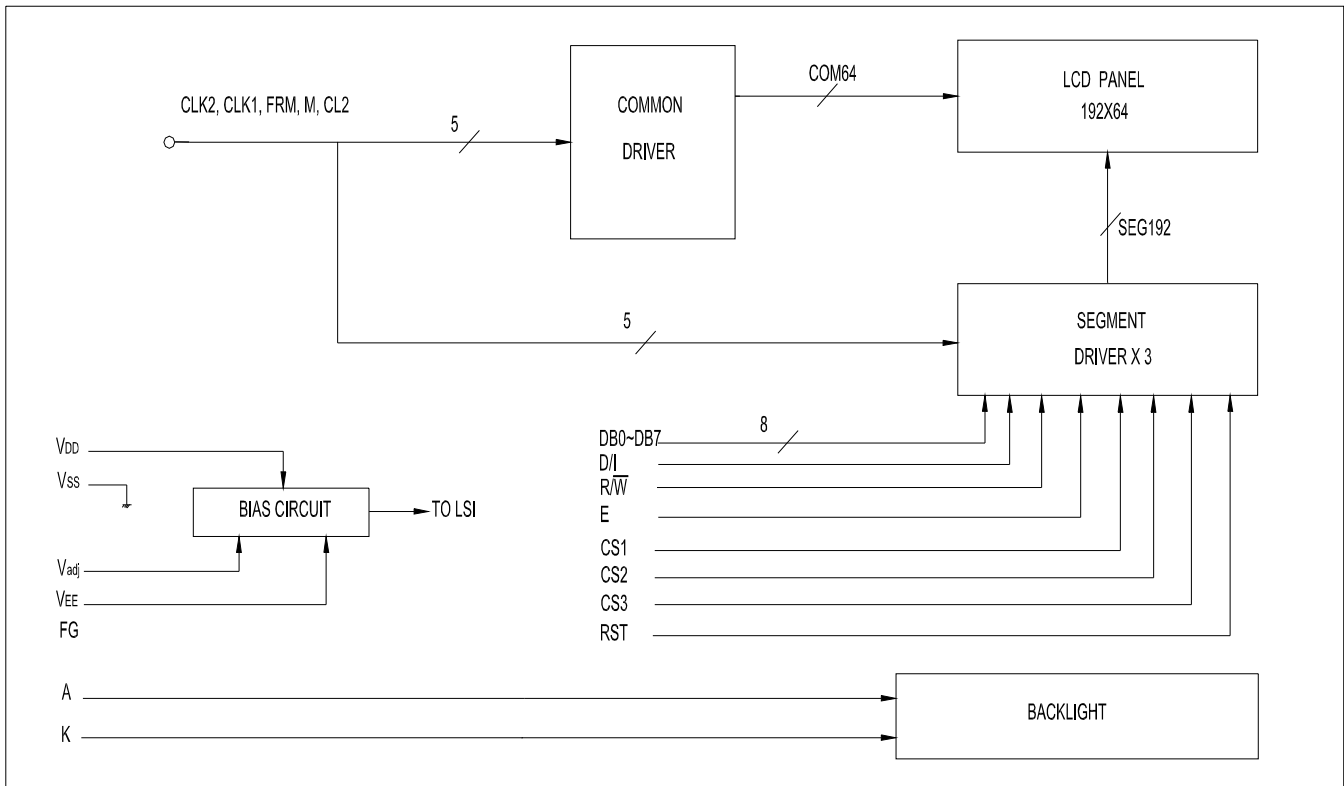 CLK2, CLK1, FRM, M, CL2
5
COMMON
DRIVER
COM64
LCD PANEL
192X64
SEG192
5
SEGMENT
DRIVER X 3
VDD
VSS
BIAS CIRCUIT
TO LSI
Vadj
VEE
FG
DB0~DB7
8
D/I
R/W̅
E
CS1
CS2
CS3
RST
A
K
BACKLIGHT